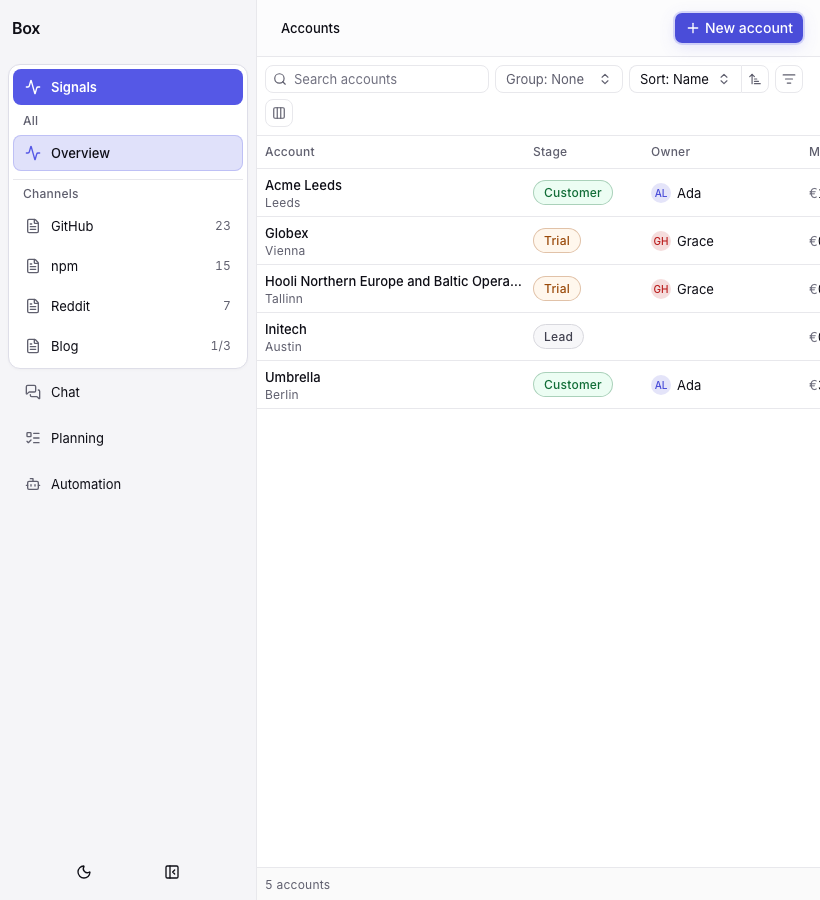 Box
Signals
All
Overview
Channels
GitHub 23
npm 15
Reddit 7
Blog 1/3
Chat
Planning
Automation
Accounts
New account
Search accounts
Group: None
Sort: Name
Account Stage Owner
Acme Leeds
Leeds
Customer
AL Ada
Globex
Vienna
Trial
GH Grace
Hooli Northern Europe and Baltic Opera…
Tallinn
Trial
GH Grace
Initech
Austin
Lead
Umbrella
Berlin
Customer
AL Ada
5 accounts